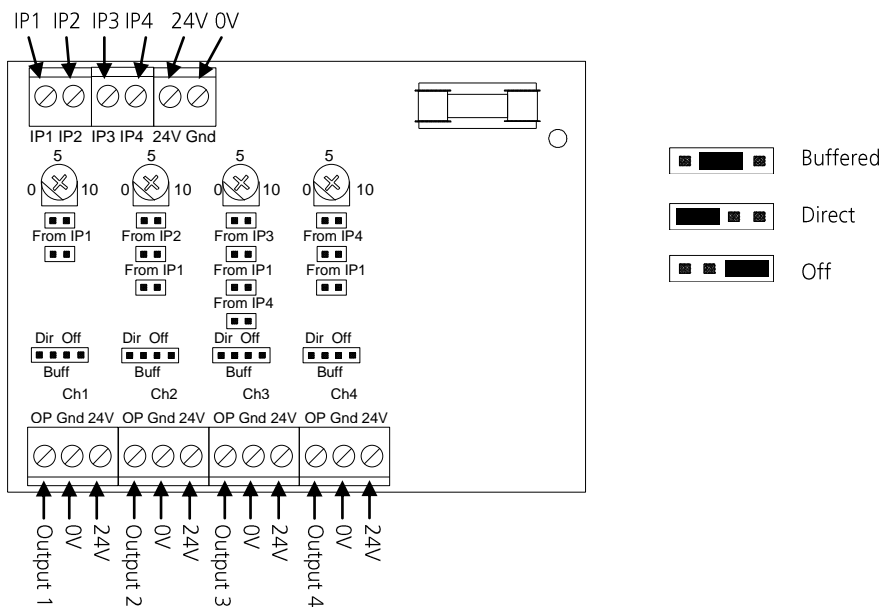 IP1 IP2 IP3 IP4 24V 0V
IP1 IP2 IP3 IP4 24V Gnd
5 5 5 5
0 10 0 10 0 10 0 10
From IP1 From IP2 From IP3 From IP4
From IP1 From IP1 From IP1
From IP4
Dir Off Dir Off Dir Off Dir Off
Buff Buff Buff Buff
Ch1 Ch2 Ch3 Ch4
OP Gnd 24V OP Gnd 24V OP Gnd 24V OP Gnd 24V
Output 1 0V 24V Output 2 0V 24V Output 3 0V 24V Output 4 0V 24V
Buffered
Direct
Off